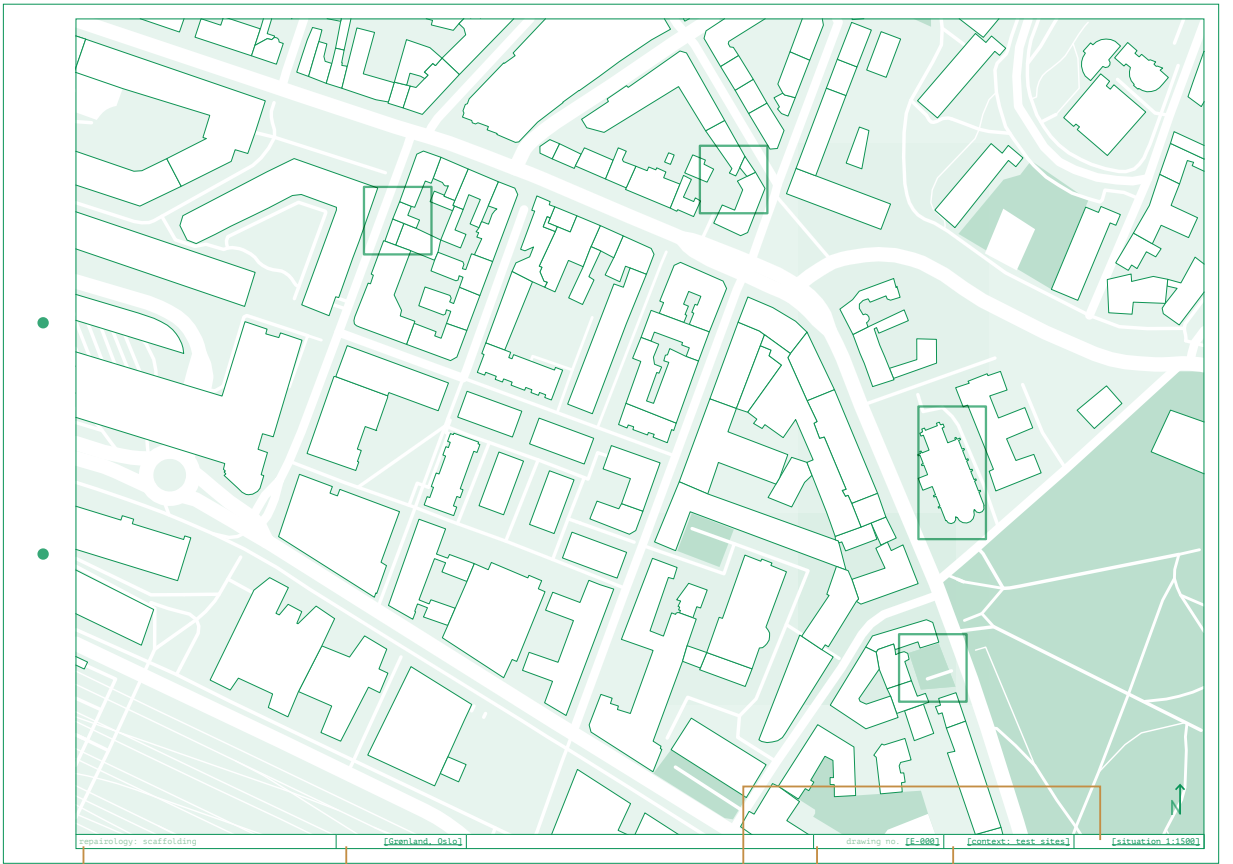 N
repairology: scaffolding [Grønland, Oslo] drawing no. [E-000] [context: test sites] [situation 1:1500]